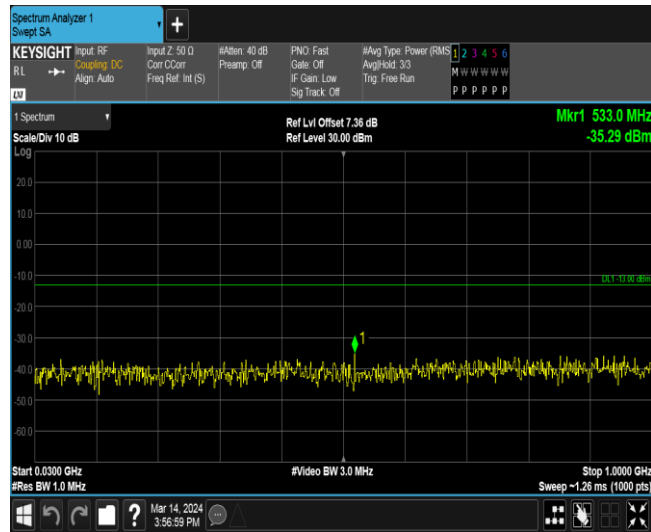 Spectrum Analyzer 1
Swept SA
KEYSIGHT
RL
LXI
Input: RF
Coupling: DC
Align: Auto
Input Z: 50 Ω
Corr CCorr
Freq Ref: Int (S)
#Atten: 40 dB
Preamp: Off
PNO: Fast
Gate: Off
IF Gain: Low
Sig Track: Off
#Avg Type: Power (RMS
Avg|Hold: 3/3
Trig: Free Run
1 2 3 4 5 6
M W W W W W
P P P P P P
1 Spectrum
Scale/Div 10 dB
Log
Ref Lvl Offset 7.36 dB
Ref Level 30.00 dBm
Mkr1 533.0 MHz
-35.29 dBm
20.0
10.0
0.00
-10.0
DL1 -13.00 dBm
-20.0
-30.0
1
-40.0
-50.0
-60.0
Start 0.0300 GHz
#Video BW 3.0 MHz
Stop 1.0000 GHz
#Res BW 1.0 MHz
Sweep ~1.26 ms (1000 pts)
?
Mar 14, 2024
3:56:59 PM